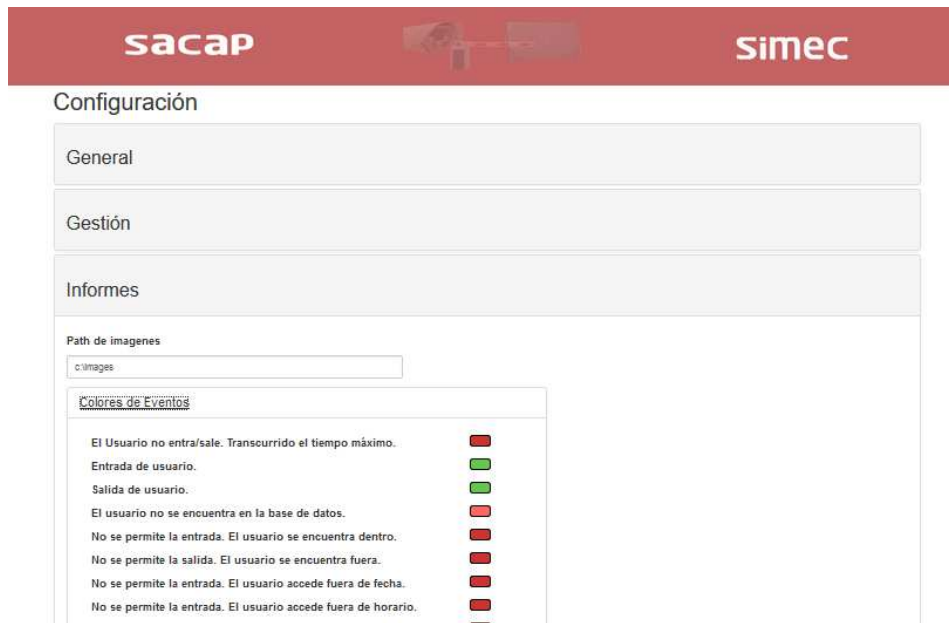 sacap
simec
Configuración
General
Gestión
Informes
Path de imagenes
c:\images
Colores de Eventos
El Usuario no entra/sale. Transcurrido el tiempo máximo.
Entrada de usuario.
Salida de usuario.
El usuario no se encuentra en la base de datos.
No se permite la entrada. El usuario se encuentra dentro.
No se permite la salida. El usuario se encuentra fuera.
No se permite la entrada. El usuario accede fuera de fecha.
No se permite la entrada. El usuario accede fuera de horario.